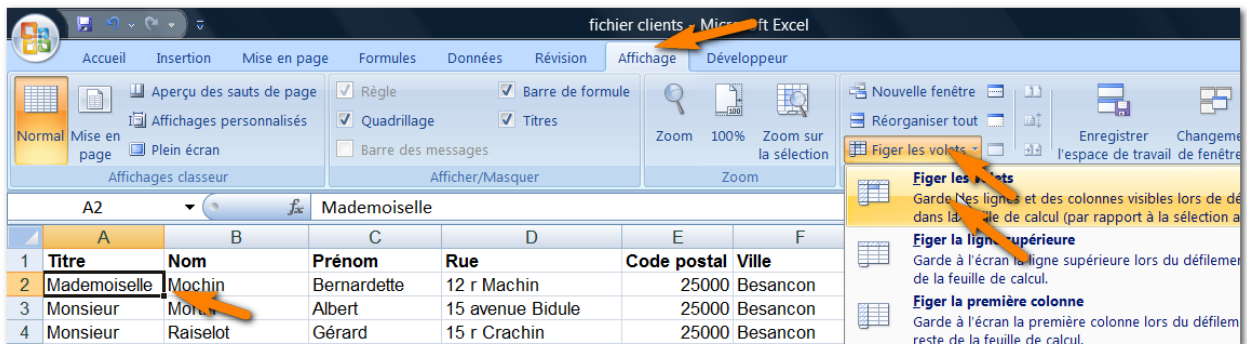 fichier clients - Microsoft Excel
Accueil Insertion Mise en page Formules Données Révision Affichage Développeur
Normal
Mise en
page
Aperçu des sauts de page
Affichages personnalisés
Plein écran
Affichages classeur
Règle
Quadrillage
Barre des messages
Barre de formule
Titres
Afficher/Masquer
Zoom
100%
Zoom sur
la sélection
Zoom
Nouvelle fenêtre
Réorganiser tout
Figer les volets
Enregistrer
l'espace de travail
Changeme
de fenêtre
Figer les volets
Garde des lignes et des colonnes visibles lors de dé
dans la feuille de calcul (par rapport à la sélection a
Figer la ligne supérieure
Garde à l'écran la ligne supérieure lors du défilemer
de la feuille de calcul.
Figer la première colonne
Garde à l'écran la première colonne lors du défilem
reste de la feuille de calcul.
A2 fx Mademoiselle
A B C D E F
1 Titre Nom Prénom Rue Code postal Ville
2 Mademoiselle Mochin Bernardette 12 r Machin 25000 Besancon
3 Monsieur Albert 15 avenue Bidule 25000 Besancon
4 Monsieur Raiselot Gérard 15 r Crachin 25000 Besancon